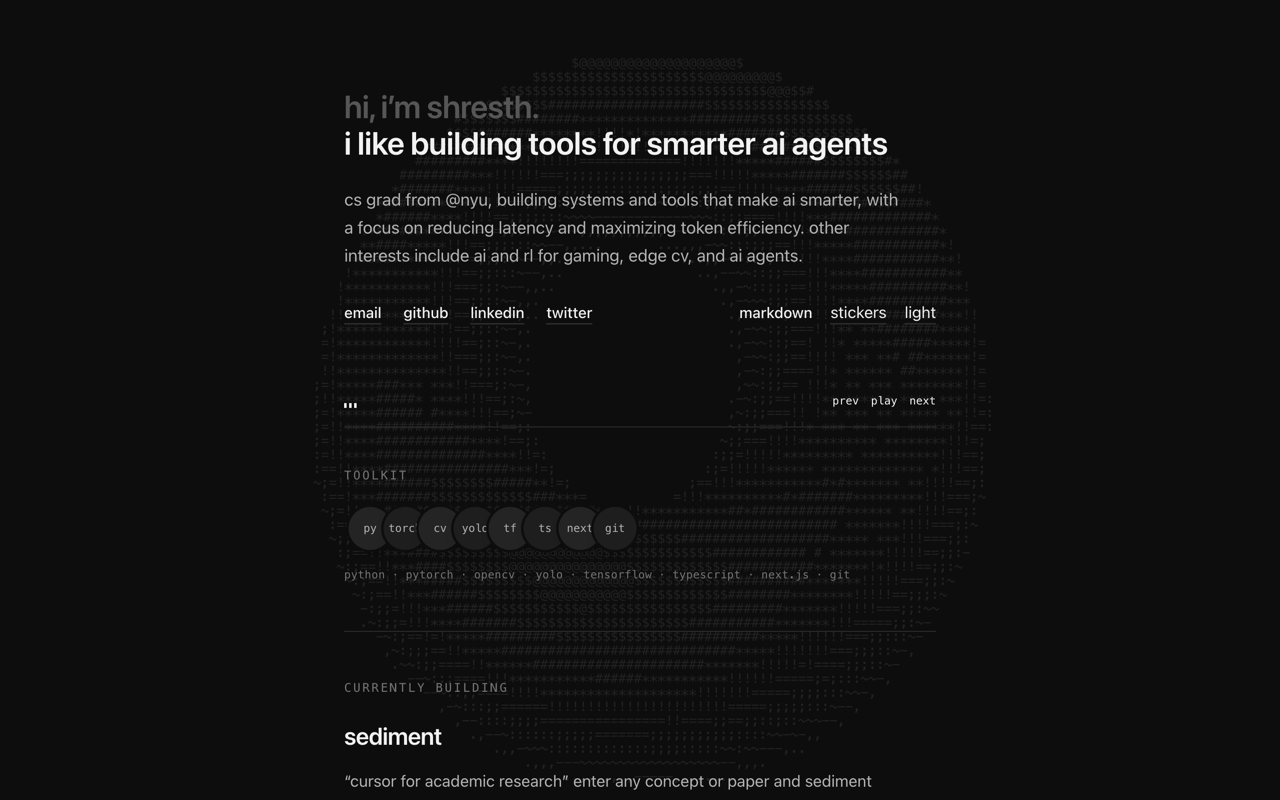 hi, i’m shresth.
i like building tools for smarter ai agents
cs grad from @nyu, building systems and tools that make ai smarter, with
a focus on reducing latency and maximizing token efficiency. other
interests include ai and rl for gaming, edge cv, and ai agents.
email github linkedin twitter markdown stickers light
... prev play next
TOOLKIT
py torc cv yolo tf ts next git
python · pytorch · opencv · yolo · tensorflow · typescript · next.js · git
CURRENTLY BUILDING
sediment
“cursor for academic research” enter any concept or paper and sediment